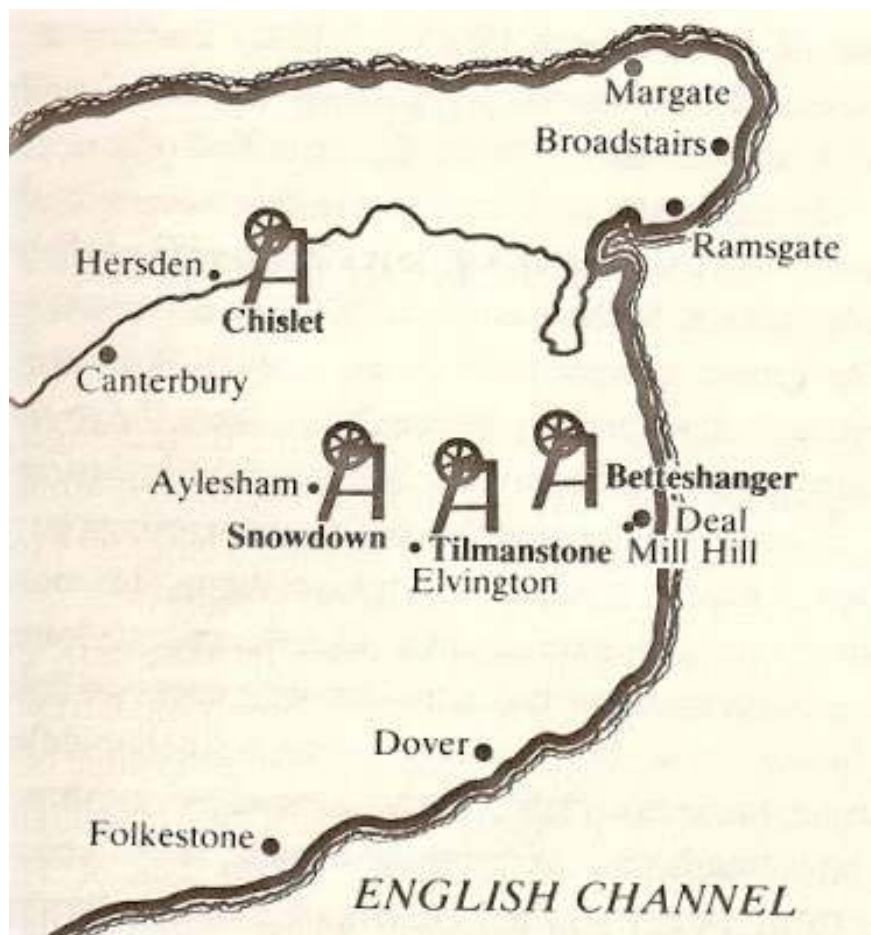 Margate
Broadstairs
Ramsgate
Hersden
Chislet
Canterbury
Betteshanger
Aylesham
Deal
Snowdown
Tilmanstone
Mill Hill
Elvington
Dover
Folkestone
ENGLISH CHANNEL